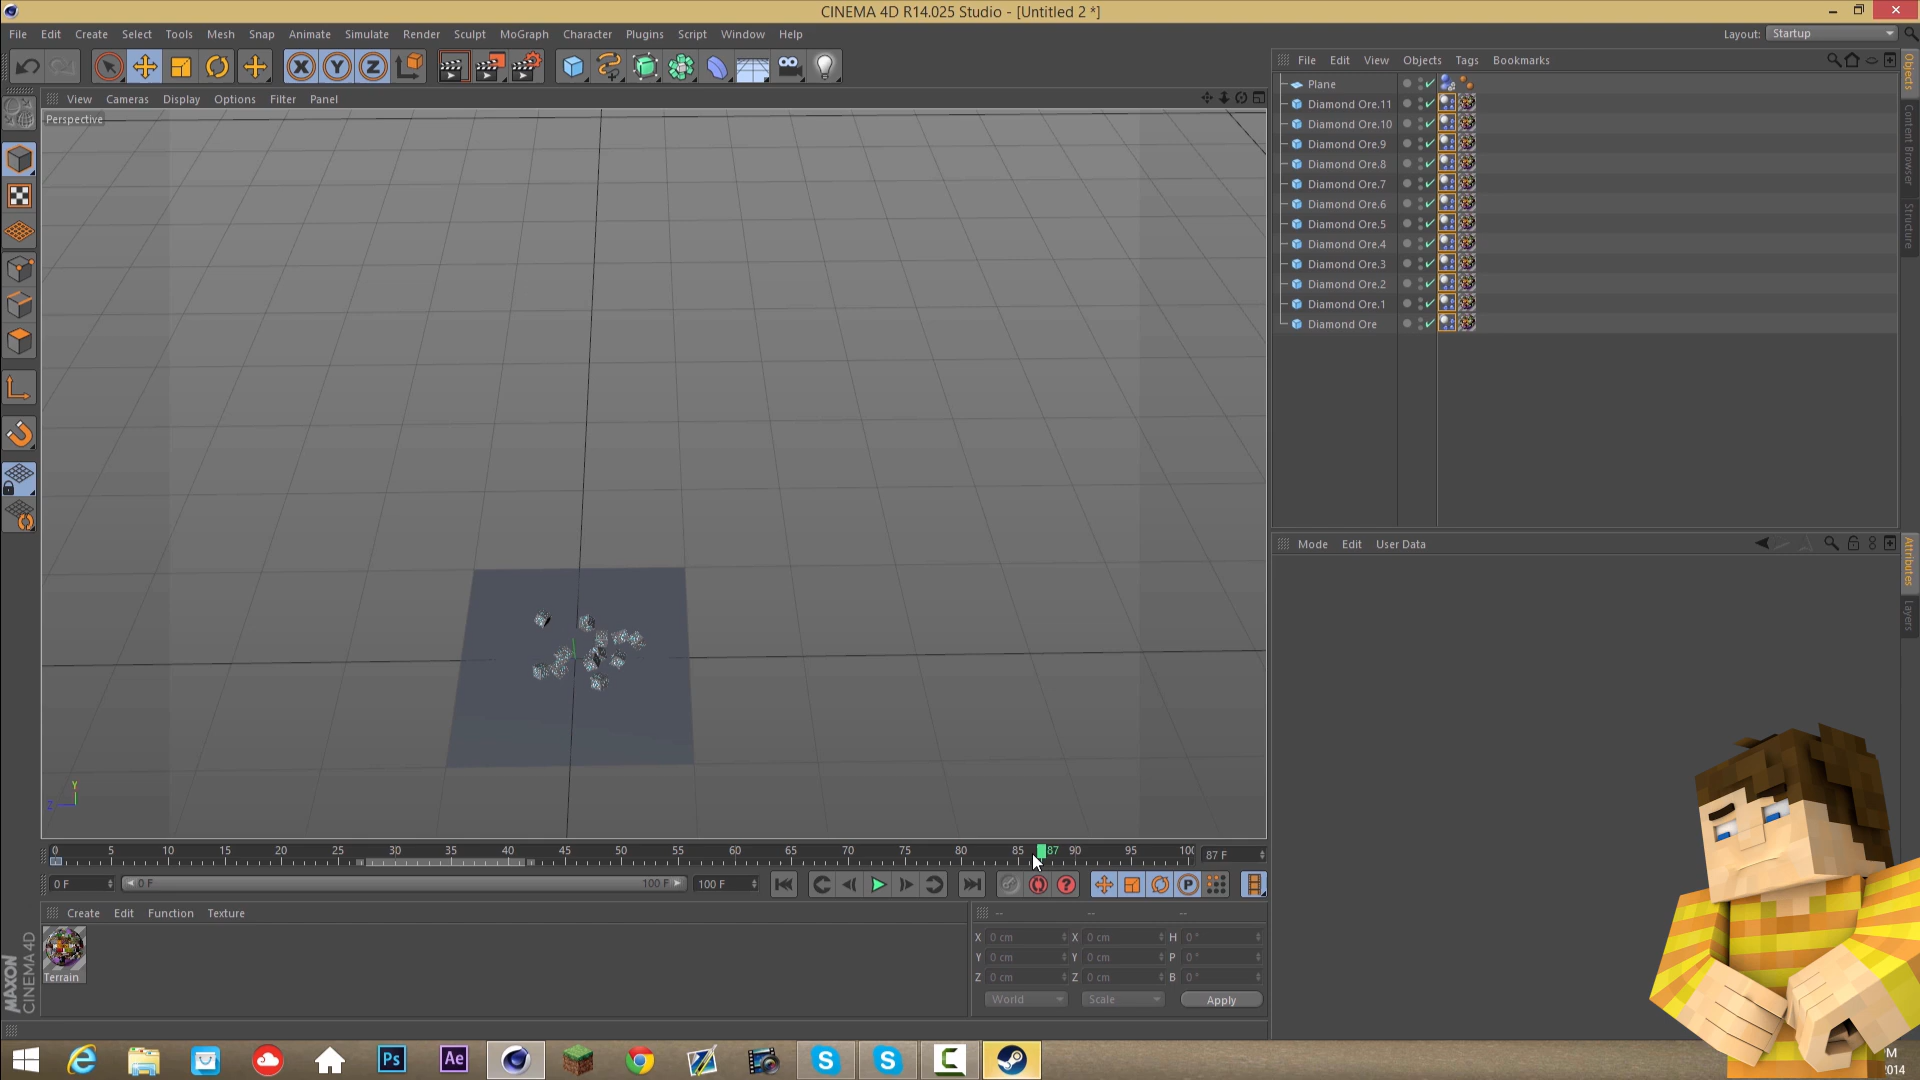 CINEMA 4D R14.025 Studio - [Untitled 2 *]
File Edit Create Select Tools Mesh Snap Animate Simulate Render Sculpt MoGraph Character Plugins Script Window Help
Layout: Startup
X Y Z
File Edit View Objects Tags Bookmarks
View Cameras Display Options Filter Panel
Perspective
Plane
Diamond Ore.11
Diamond Ore.10
Diamond Ore.9
Diamond Ore.8
Diamond Ore.7
Diamond Ore.6
Diamond Ore.5
Diamond Ore.4
Diamond Ore.3
Diamond Ore.2
Diamond Ore.1
Diamond Ore
Objects
Content Browser
Structure
Mode Edit User Data
Attributes
Layers
Y
Z
0 5 10 15 20 25 30 35 40 45 50 55 60 65 70 75 80 85 87 90 95 100
87 F
0 F
0 F
100 F
100 F
P
Create Edit Function Texture
Terrain
-- -- --
X 0 cm X 0 cm H 0 °
Y 0 cm Y 0 cm P 0 °
Z 0 cm Z 0 cm B 0 °
World Scale Apply
MAXON
CINEMA 4D
Ps
Ae
S
S
C
PM
2014